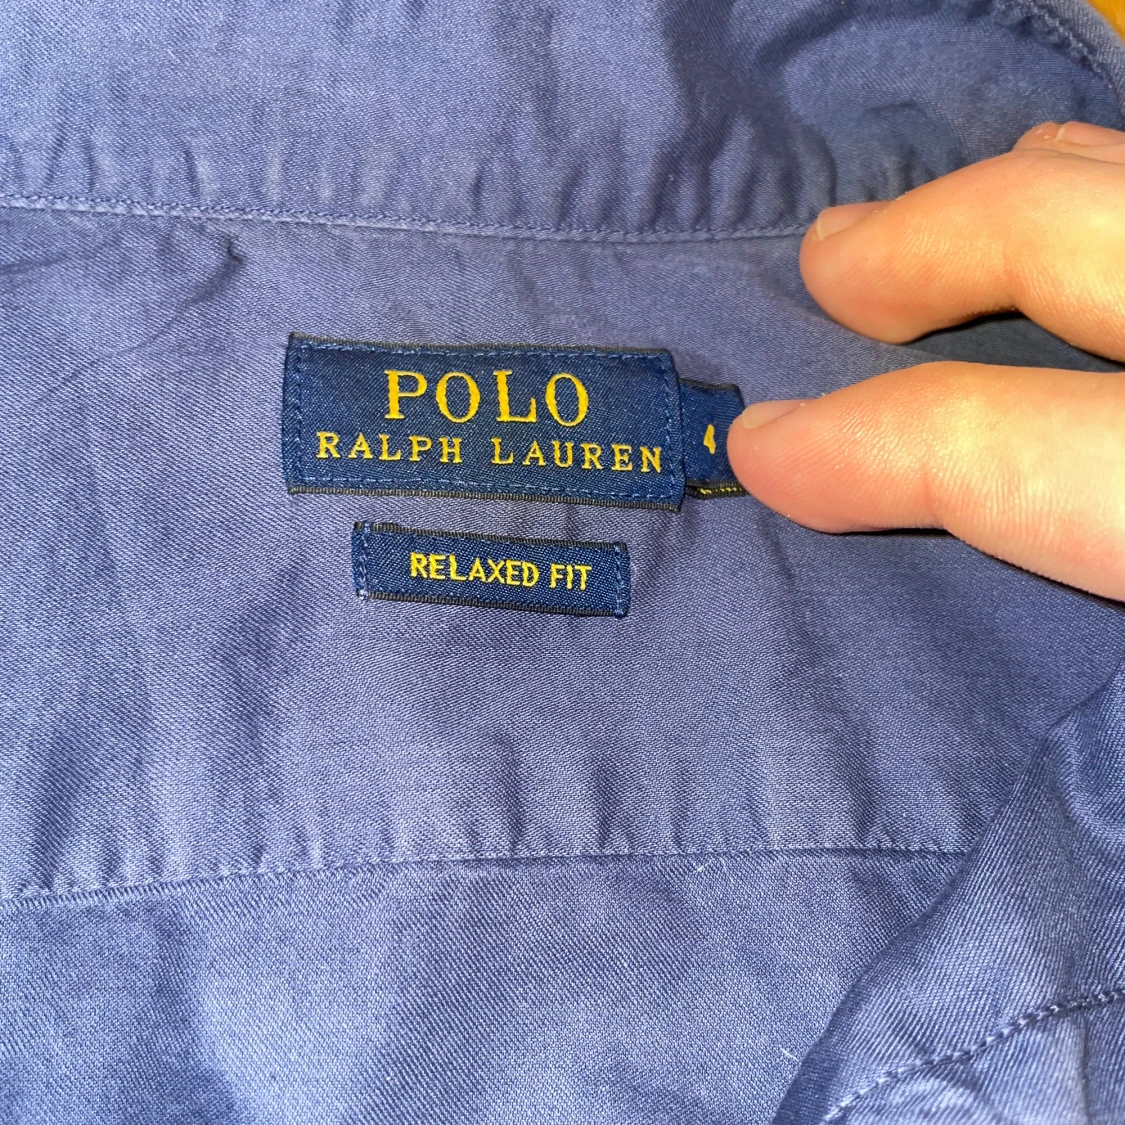 POLO
RALPH LAUREN
4
RELAXED FIT